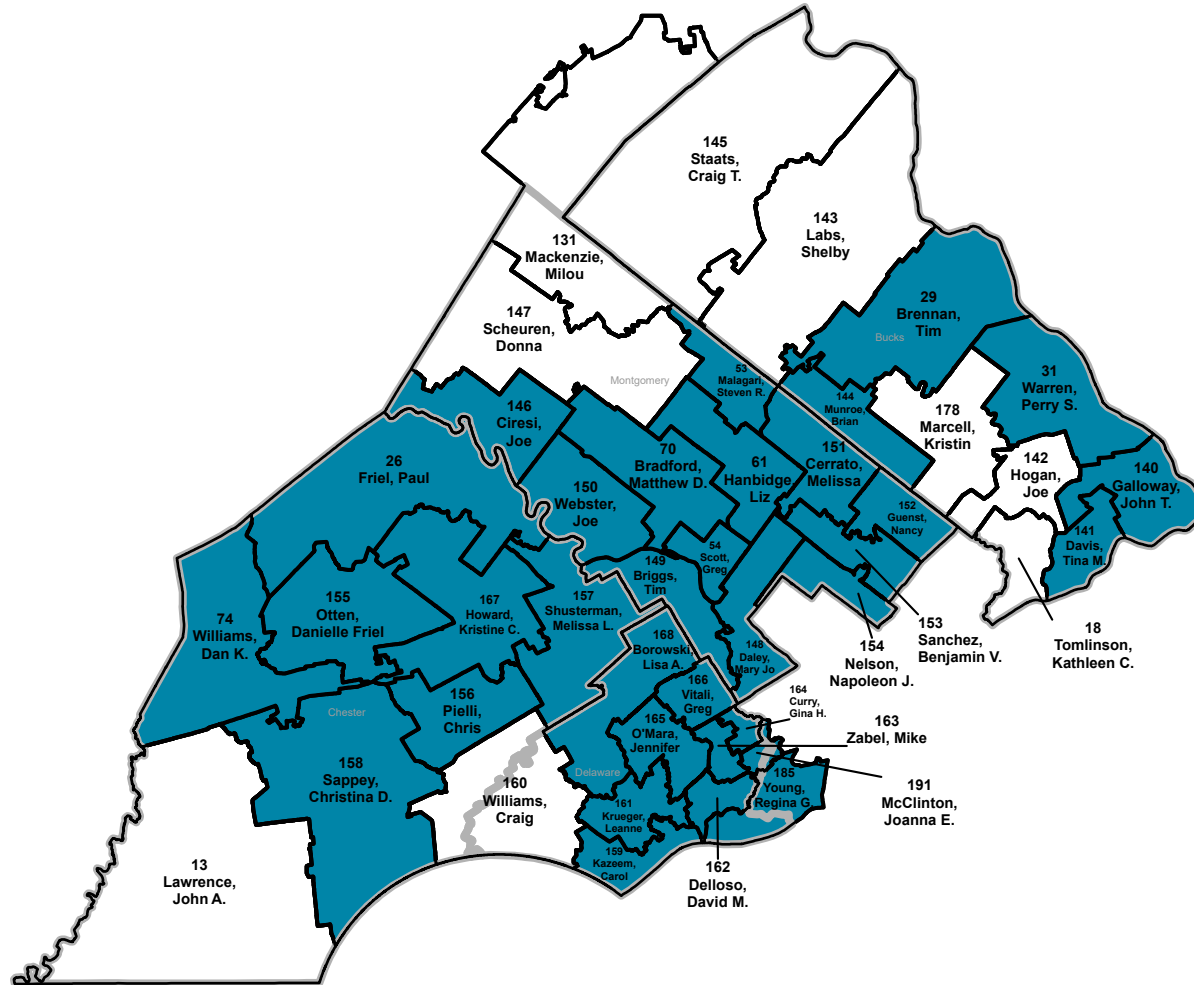 145
Staats,
Craig T.
143
Labs,
Shelby
131
Mackenzie,
Milou
147
Scheuren,
Donna
29
Brennan,
Tim
Bucks
31
Warren,
Perry S.
53
Malagari,
Steven R.
Montgomery
144
Munroe,
Brian
178
Marcell,
Kristin
146
Ciresi,
Joe
26
Friel, Paul
70
Bradford,
Matthew D.
61
Hanbidge,
Liz
151
Cerrato,
Melissa
142
Hogan,
Joe
140
Galloway,
John T.
150
Webster,
Joe
152
Guenst,
Nancy
141
Davis,
Tina M.
54
Scott,
Greg
149
Briggs,
Tim
74
Williams,
Dan K.
155
Otten,
Danielle Friel
167
Howard,
Kristine C.
157
Shusterman,
Melissa L.
168
Borowski,
Lisa A.
148
Daley,
Mary Jo
154
Nelson,
Napoleon J.
153
Sanchez,
Benjamin V.
18
Tomlinson,
Kathleen C.
166
Vitali,
Greg
164
Curry,
Gina H.
156
Pielli,
Chris
Chester
165
O'Mara,
Jennifer
163
Zabel, Mike
158
Sappey,
Christina D.
160
Williams,
Craig
Delaware
185
Young,
Regina G.
191
McClinton,
Joanna E.
161
Krueger,
Leanne
159
Kazeem,
Carol
162
Delloso,
David M.
13
Lawrence,
John A.